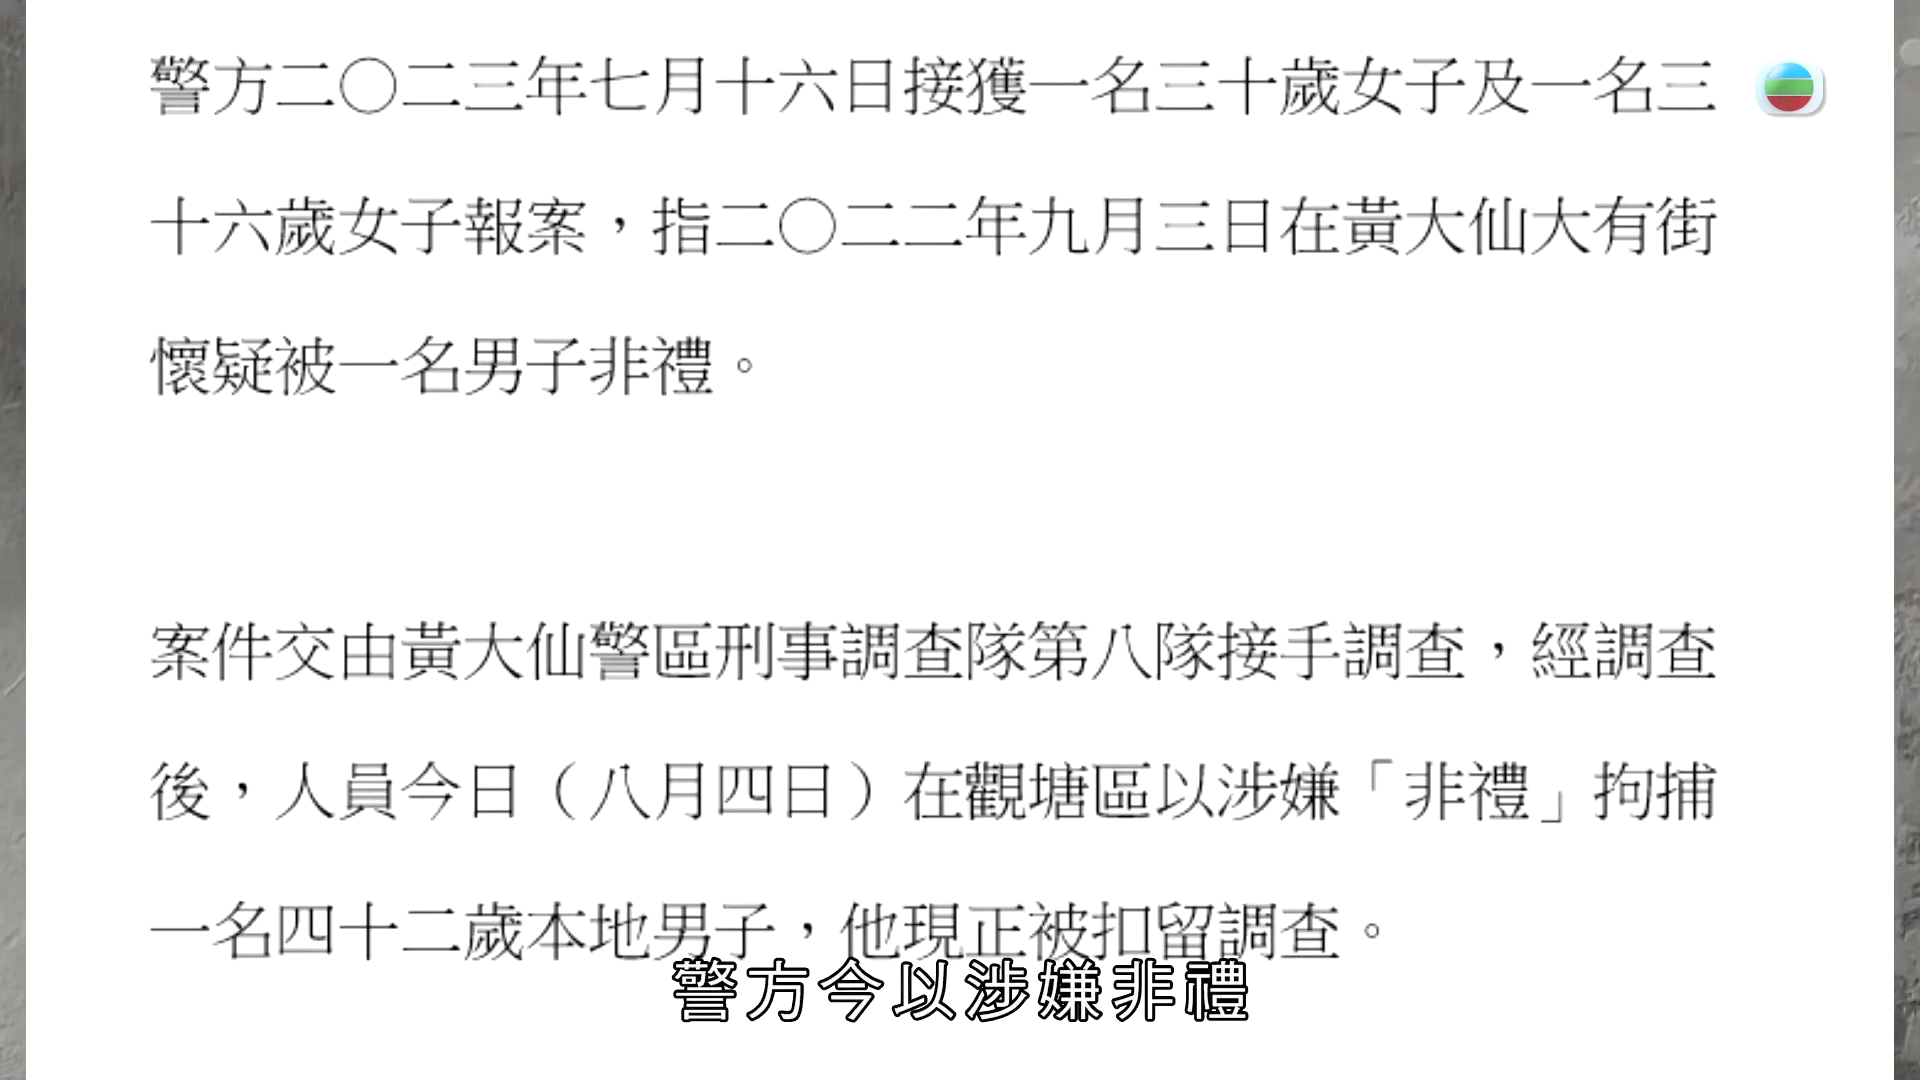 警方二〇二三年七月十六日接獲一名三十歲女子及一名三
十六歲女子報案，指二〇二二年九月三日在黃大仙大有街
懷疑被一名男子非禮。
案件交由黃大仙警區刑事調查隊第八隊接手調查，經調查
後，人員今日（八月四日）在觀塘區以涉嫌「非禮」拘捕
一名四十二歲本地男子，他現正被扣留調查。
警方今以涉嫌非禮